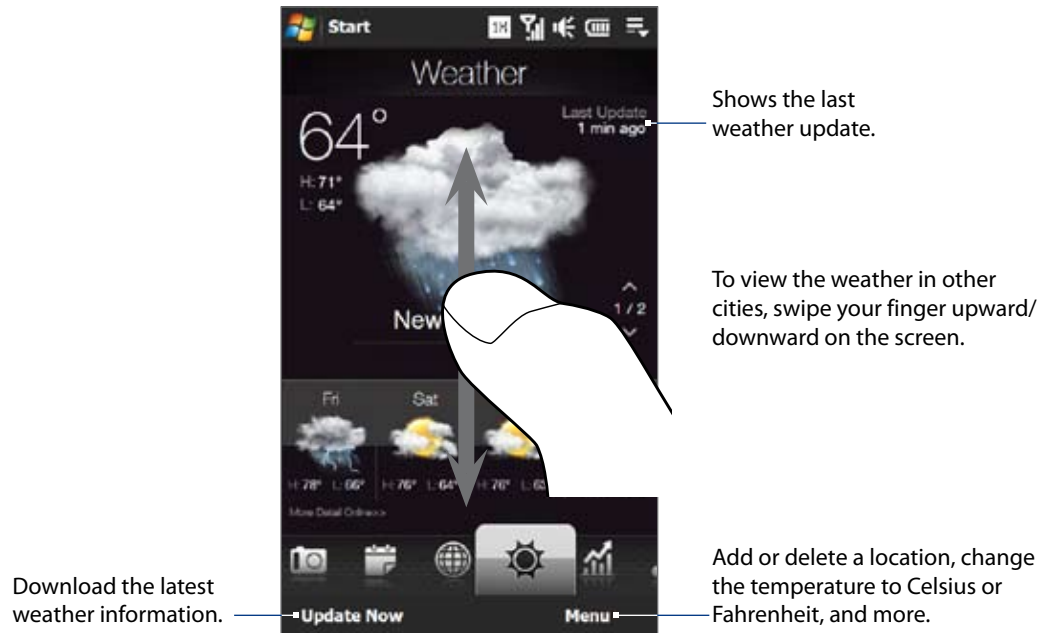 Start
1X
Weather
64°
Last Update
1 min ago
H: 71°
L: 64°
Shows the last
weather update.
To view the weather in other
cities, swipe your finger upward/
downward on the screen.
1 / 2
New
Fri
Sat
H: 78° L: 66°
H: 76° L: 64°
H: 76° L:
More Detail Online>>
Download the latest
weather information.
Update Now
Menu
Add or delete a location, change
the temperature to Celsius or
Fahrenheit, and more.